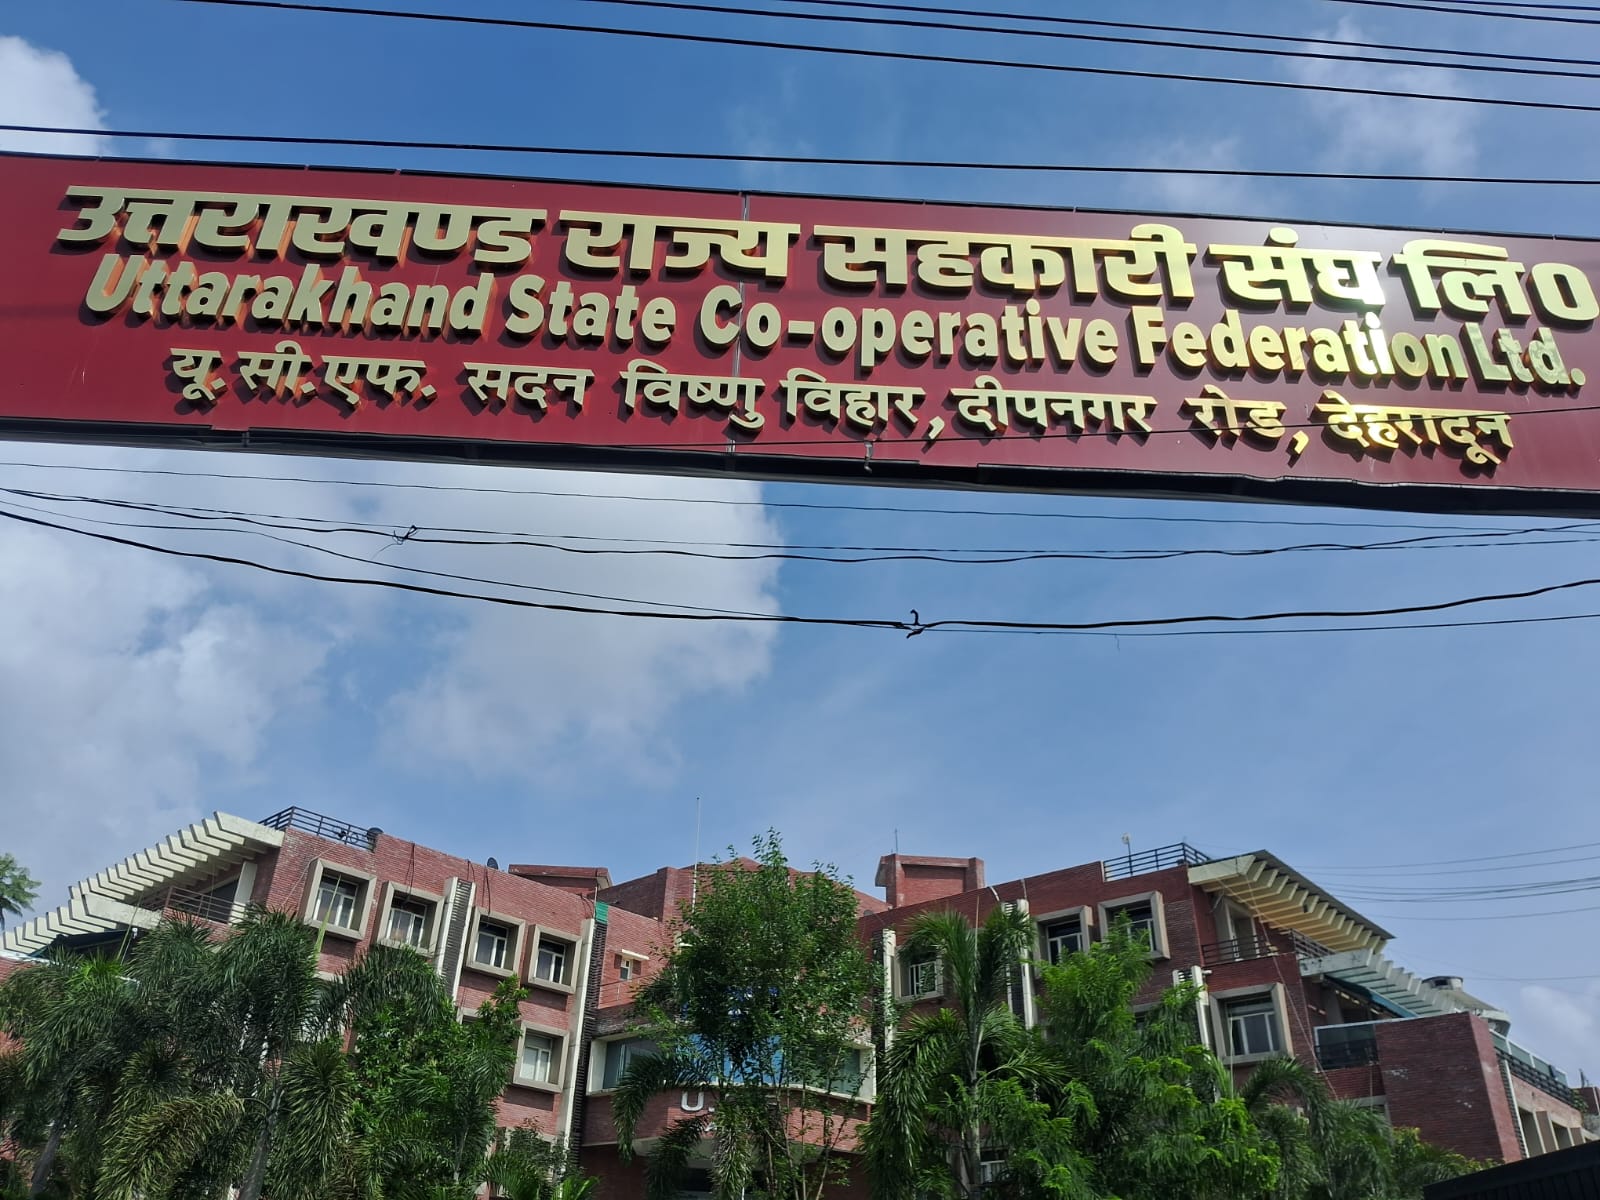 उत्तराखण्ड राज्य सहकारी संघ लि०
Uttarakhand State Co-operative Federation Ltd.
यू. सी.एफ. सदन विष्णु विहार, दीपनगर रोड, देहरादून